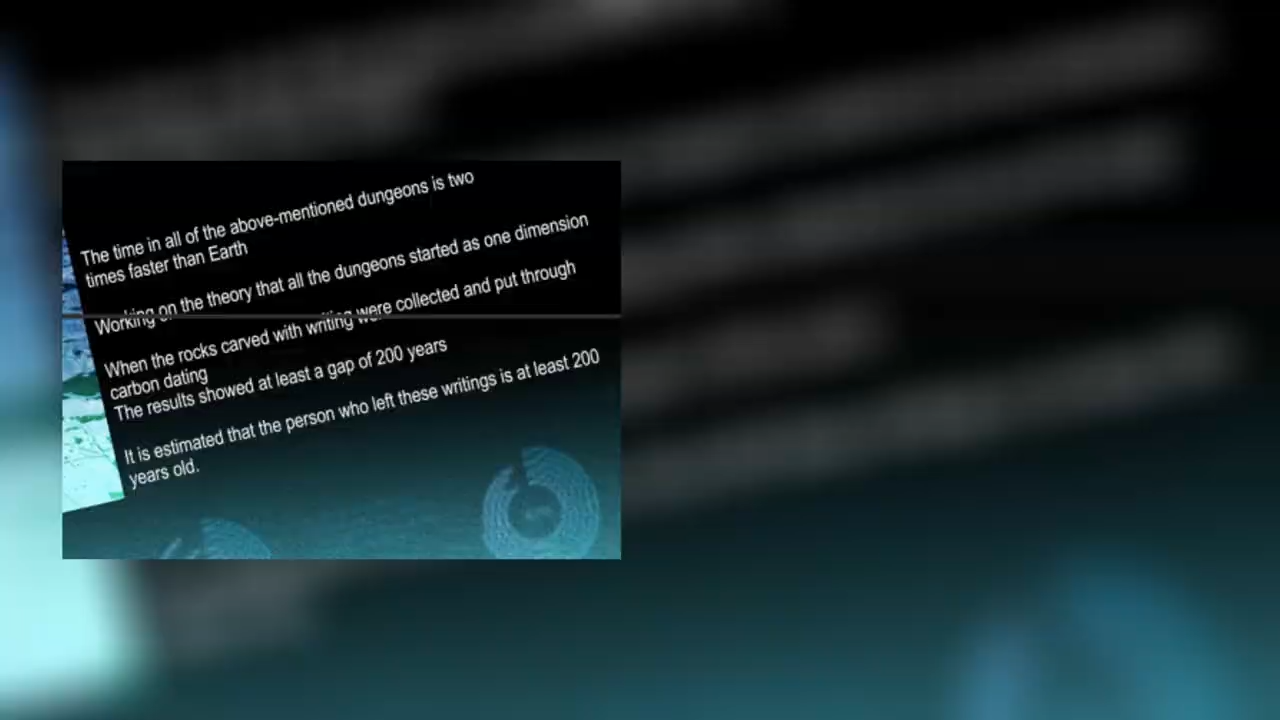 The time in all of the above-mentioned dungeons is two
times faster than Earth
Working on the theory that all the dungeons started as one dimension
When the rocks carved with writing were collected and put through
carbon dating
The results showed at least a gap of 200 years
It is estimated that the person who left these writings is at least 200
years old.